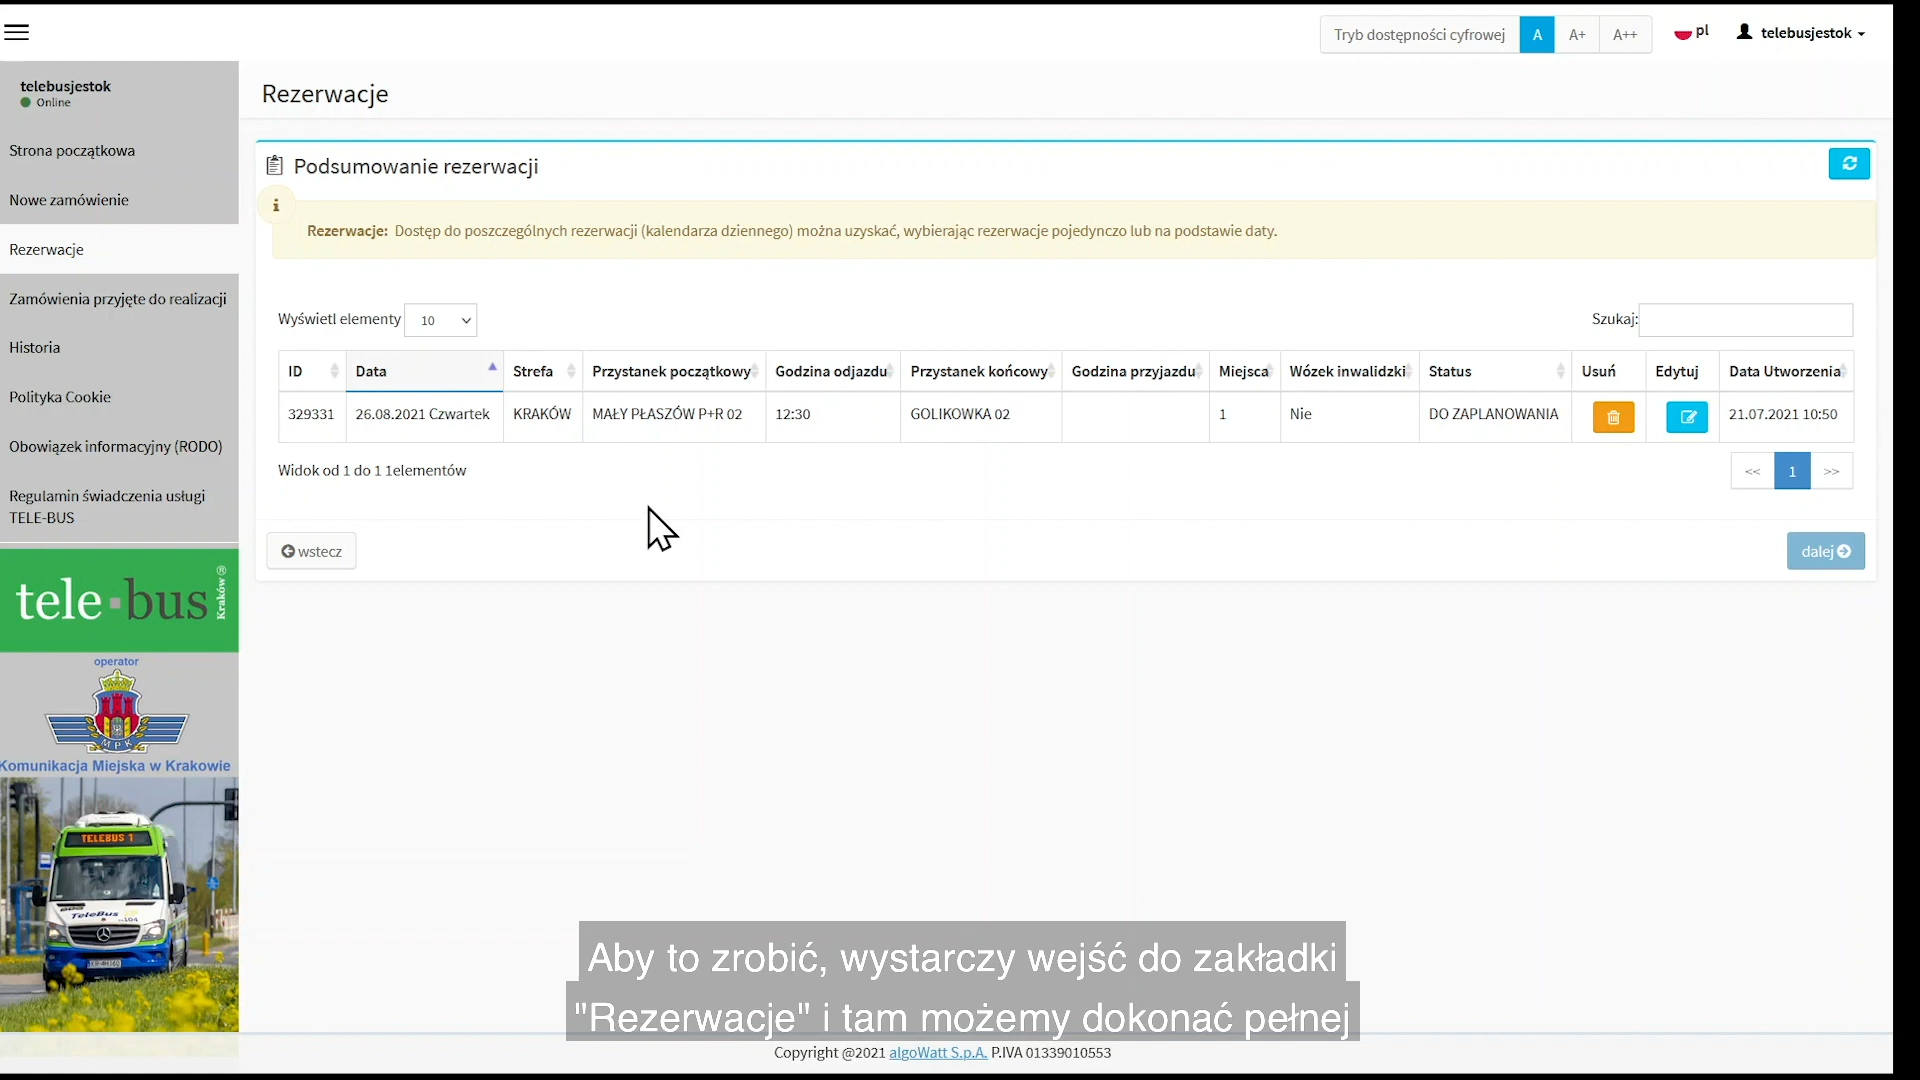 Tryb dostępności cyfrowej A A+ A++ pl telebusjestok
telebusjestok
Online
Strona początkowa
Nowe zamówienie
Rezerwacje
Zamówienia przyjęte do realizacji
Historia
Polityka Cookie
Obowiązek informacyjny (RODO)
Regulamin świadczenia usługi
TELE-BUS
tele bus Kraków ®
operator
MPK
Komunikacja Miejska w Krakowie
TELEBUS 1
TeleBus
Rezerwacje
Podsumowanie rezerwacji
Rezerwacje: Dostęp do poszczególnych rezerwacji (kalendarza dziennego) można uzyskać, wybierając rezerwacje pojedynczo lub na podstawie daty.
Wyświetl elementy 10 Szukaj:
ID Data Strefa Przystanek początkowy Godzina odjazdu Przystanek końcowy Godzina przyjazdu Miejsca Wózek inwalidzki Status Usuń Edytuj Data Utworzenia
329331 26.08.2021 Czwartek KRAKÓW MAŁY PŁASZÓW P+R 02 12:30 GOLIKOWKA 02 1 Nie DO ZAPLANOWANIA 21.07.2021 10:50
Widok od 1 do 1 1elementów << 1 >>
wstecz dalej
Aby to zrobić, wystarczy wejść do zakładki
"Rezerwacje" i tam możemy dokonać pełnej
Copyright @2021 algoWatt S.p.A. P.IVA 01339010553